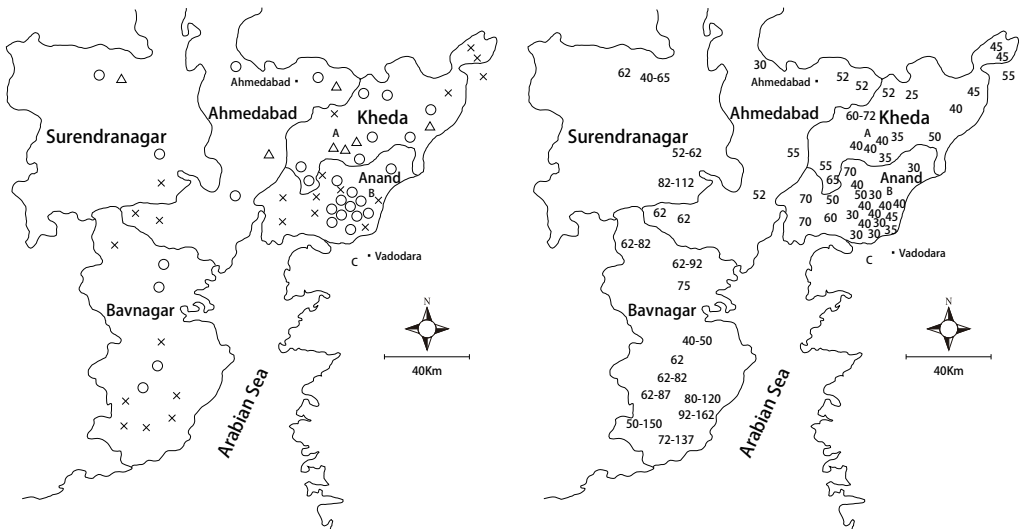 Ahmedabad
Ahmedabad
Kheda
Surendranagar
A
Anand
B
C
Vadodara
Bavnagar
N
40Km
Arabian Sea
45
45
62
40-65
30
55
Ahmedabad
52
52
52
25
45
40
Ahmedabad
60-72
Kheda
Surendranagar
A
40
35
50
40
40
52-62
55
35
55
70
30
65
40
Anand
82-112
52
70
50
50
30
B
40
40
40
62
62
70
60
30
40
45
40
30
35
30
30
62-82
C
Vadodara
62-92
75
Bavnagar
N
40-50
62
40Km
62-82
62-87
80-120
92-162
50-150
72-137
Arabian Sea